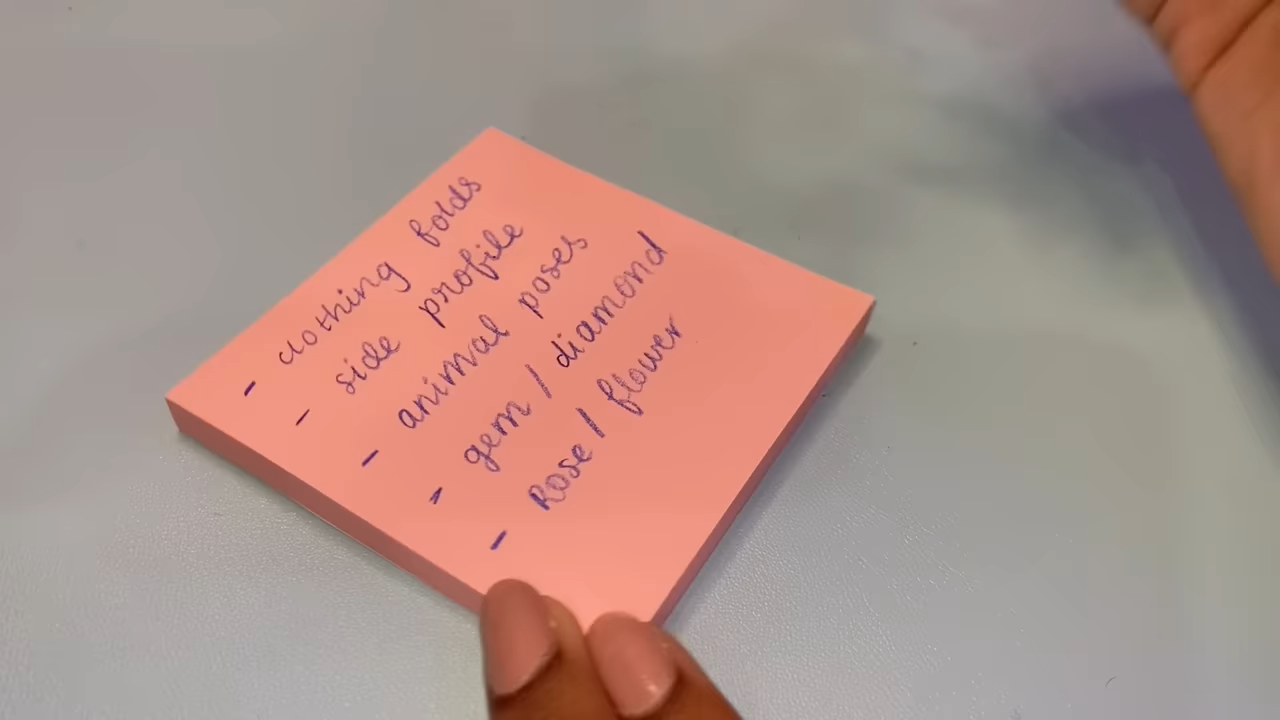 - clothing folds
- side profile
- animal poses
- gem / diamond
- Rose / flower